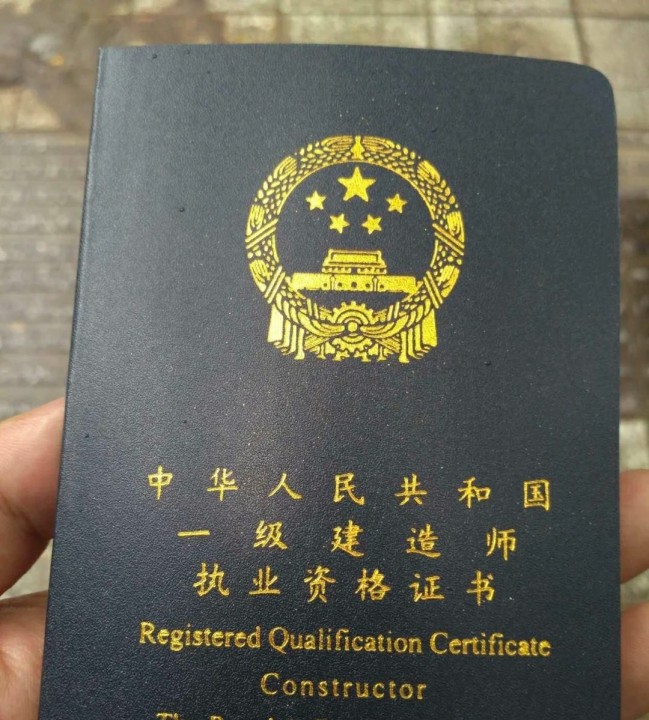 中华人民共和国
一级建造师
执业资格证书
Registered Qualification Certificate
Constructor
The